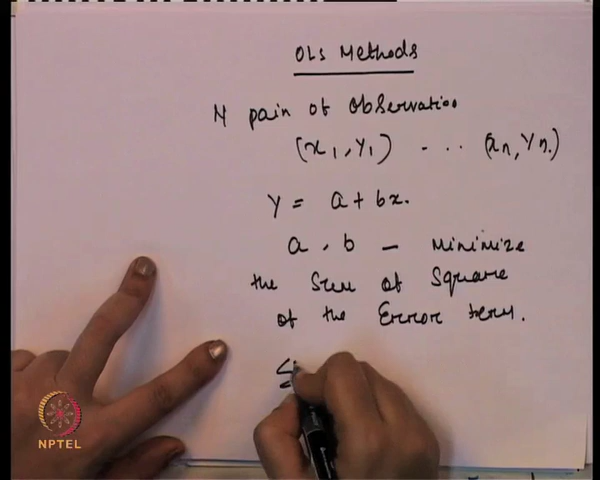 OLS Methods
N pair of observation
(x1, y1) - ... (xn, yn.)
Y = a + bx.
a, b - Minimize
the Sum of Square
of the Error term.
Σ
NPTEL